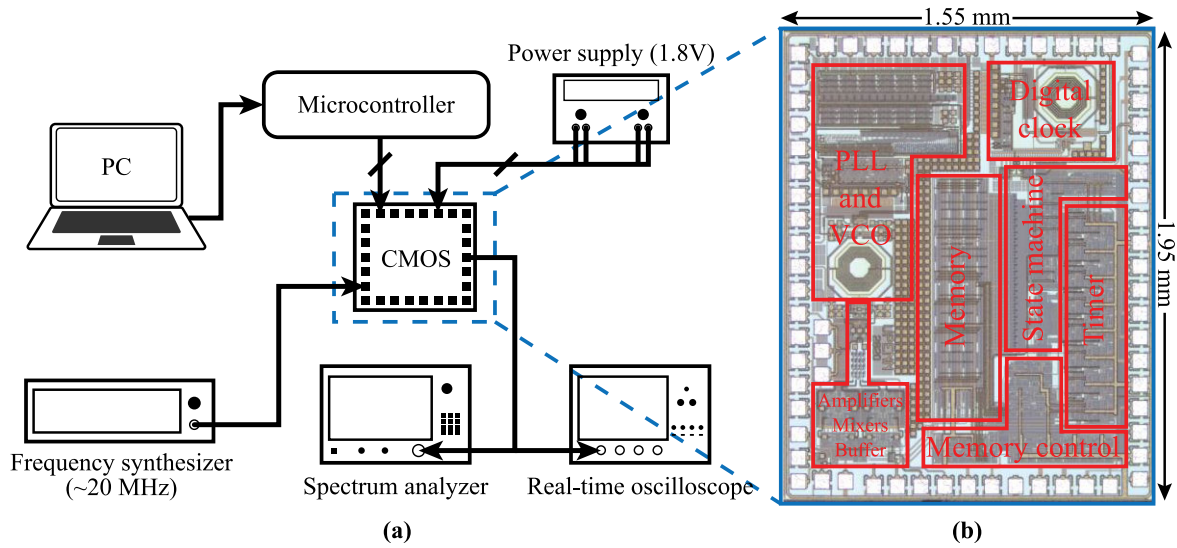 Power supply (1.8V)
Microcontroller
PC
CMOS
Frequency synthesizer
(~20 MHz)
Spectrum analyzer
Real-time oscilloscope
(a)
1.55 mm
1.95 mm
Digital
clock
PLL
and
VCO
Memory
State machine
Timer
Amplifiers
Mixers
Buffer
Memory control
(b)